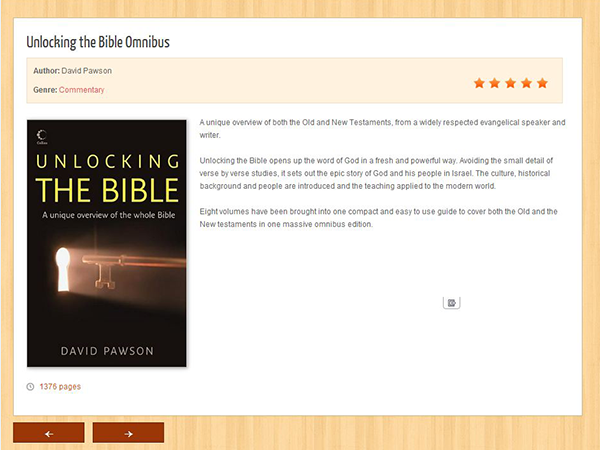 Unlocking the Bible Omnibus
Author: David Pawson
Genre: Commentary
Collins
UNLOCKING
THE BIBLE
A unique overview of the whole Bible
DAVID PAWSON
A unique overview of both the Old and New Testaments, from a widely respected evangelical speaker and
writer.
Unlocking the Bible opens up the word of God in a fresh and powerful way. Avoiding the small detail of
verse by verse studies, it sets out the epic story of God and his people in Israel. The culture, historical
background and people are introduced and the teaching applied to the modern world.
Eight volumes have been brought into one compact and easy to use guide to cover both the Old and the
New testaments in one massive omnibus edition.
1376 pages